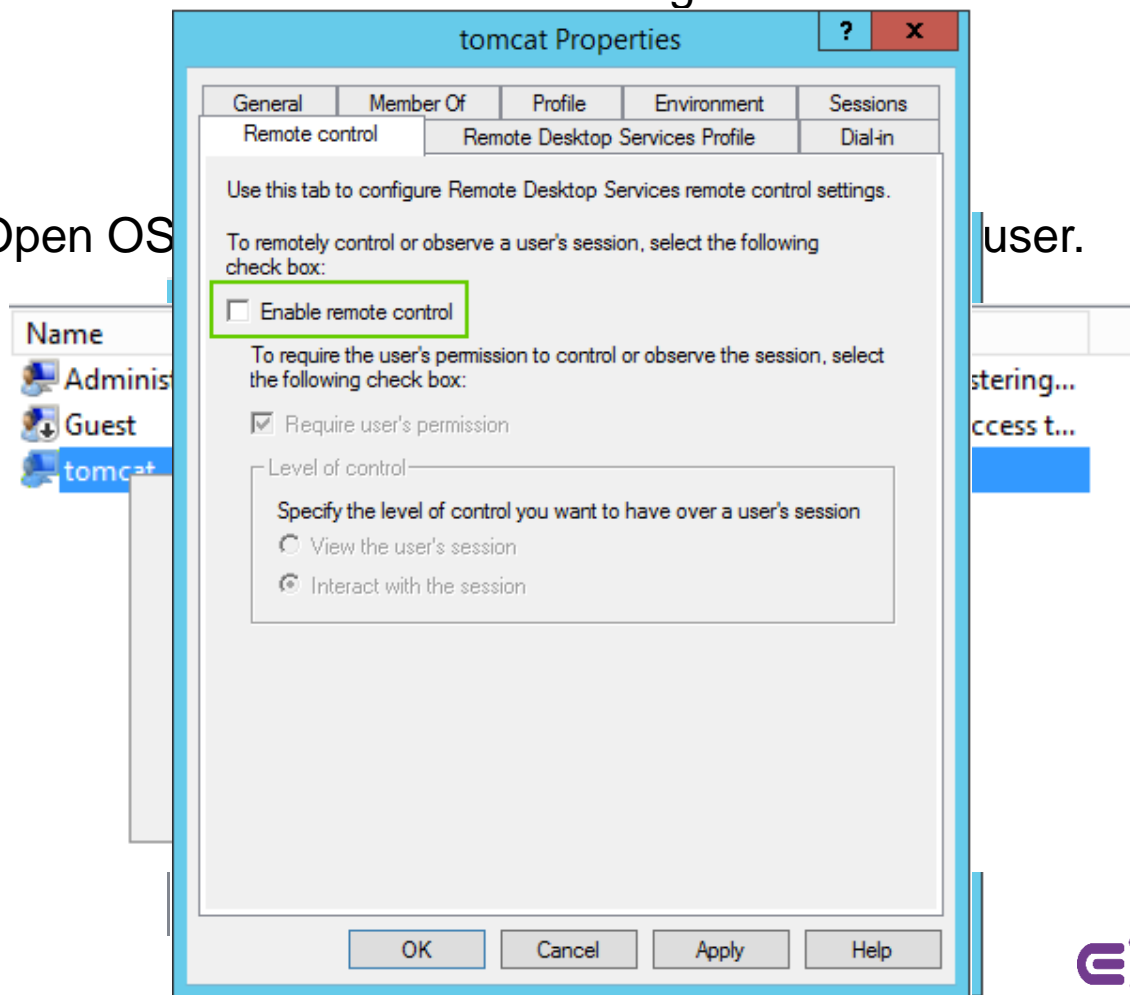 tomcat Properties ? x
General Member Of Profile Environment Sessions
Remote control Remote Desktop Services Profile Dial-in
Use this tab to configure Remote Desktop Services remote control settings.
Open OS user.
To remotely control or observe a user's session, select the following
check box:
Enable remote control
Name
To require the user's permission to control or observe the session, select
the following check box:
Adminis stering...
Guest ccess t...
Require user's permission
tomcat
Level of control
Specify the level of control you want to have over a user's session
View the user's session
Interact with the session
OK Cancel Apply Help